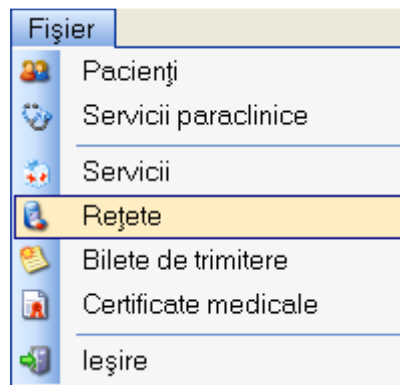 Fişier
Pacienţi
Servicii paraclinice
Servicii
Reţete
Bilete de trimitere
Certificate medicale
Ieşire